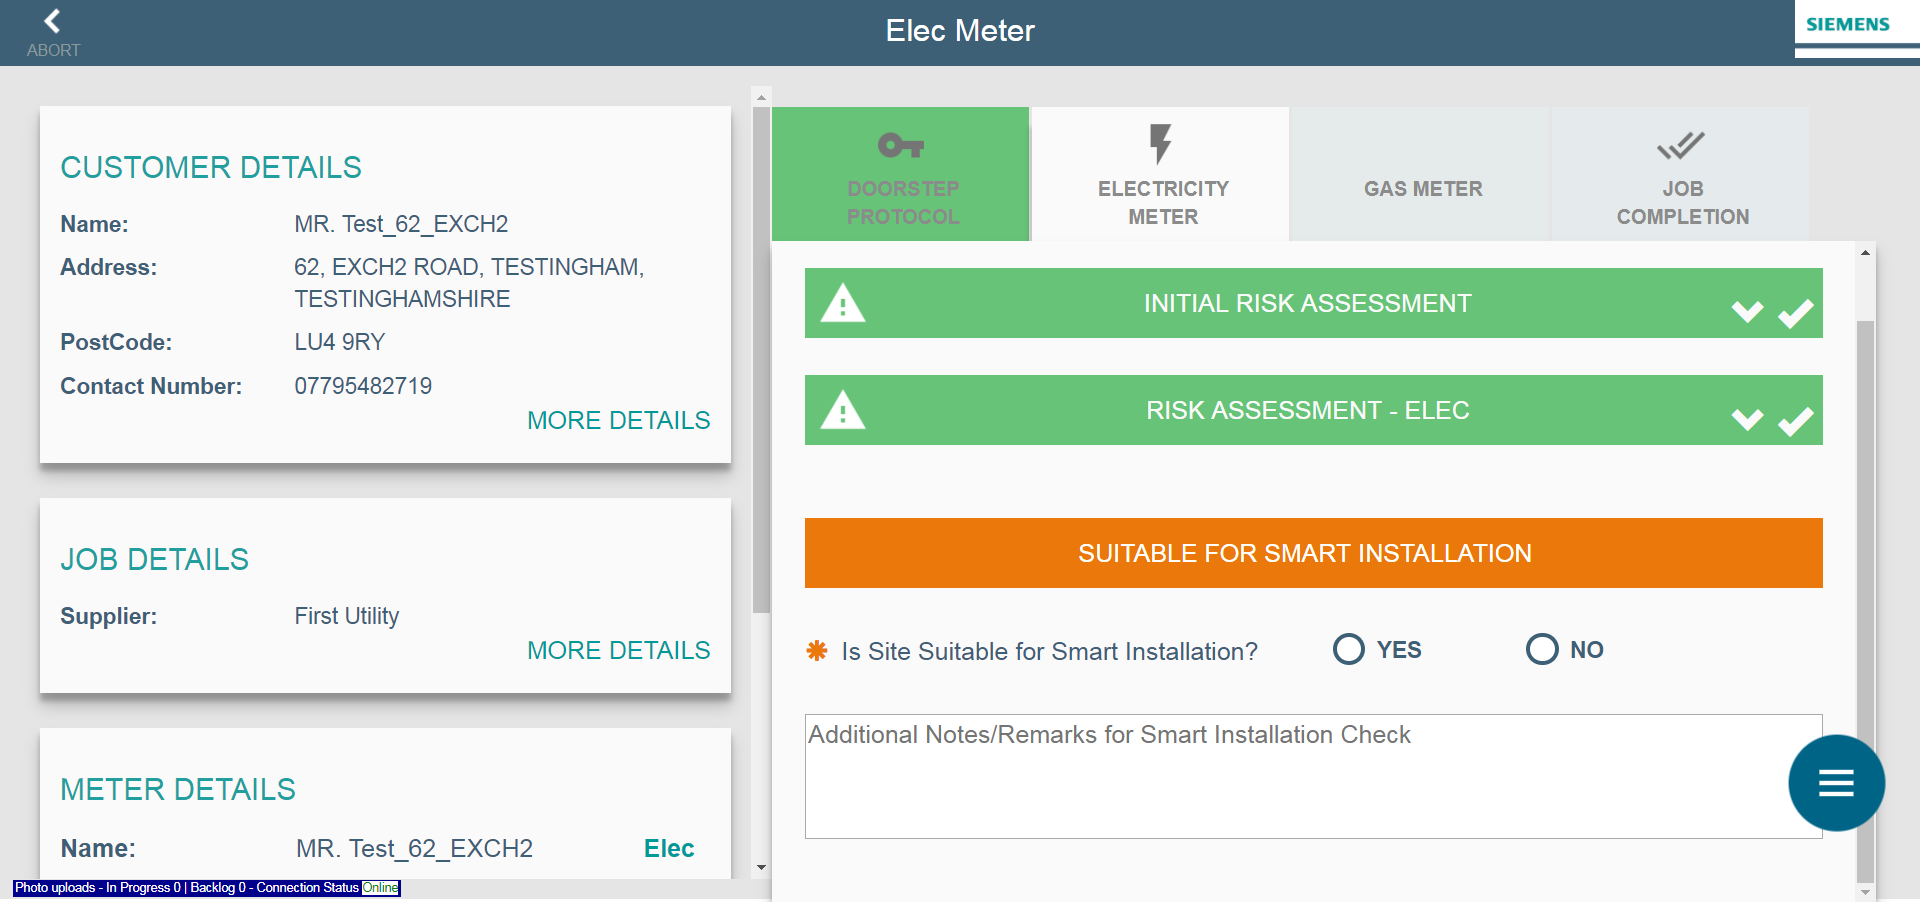 ABORT
Elec Meter
SIEMENS
CUSTOMER DETAILS
Name: MR. Test_62_EXCH2
Address: 62, EXCH2 ROAD, TESTINGHAM,
TESTINGHAMSHIRE
PostCode: LU4 9RY
Contact Number: 07795482719
MORE DETAILS
JOB DETAILS
Supplier: First Utility
MORE DETAILS
METER DETAILS
Name: MR. Test_62_EXCH2 Elec
Photo uploads - In Progress 0 | Backlog 0 - Connection Status Online
DOORSTEP
PROTOCOL
ELECTRICITY
METER
GAS METER
JOB
COMPLETION
INITIAL RISK ASSESSMENT
RISK ASSESSMENT - ELEC
SUITABLE FOR SMART INSTALLATION
✱ Is Site Suitable for Smart Installation? YES NO
Additional Notes/Remarks for Smart Installation Check